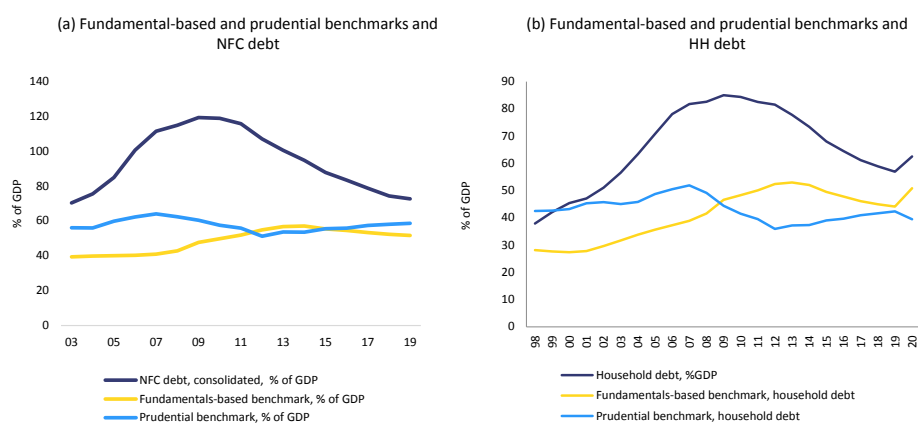 (a) Fundamental-based and prudential benchmarks and
NFC debt
140
120
100
80
60
40
20
0
% of GDP
03 05 07 09 11 13 15 17 19
NFC debt, consolidated, % of GDP
Fundamentals-based benchmark, % of GDP
Prudential benchmark, % of GDP
(b) Fundamental-based and prudential benchmarks and
HH debt
90
80
70
60
50
40
30
20
10
0
% of GDP
98 99 00 01 02 03 04 05 06 07 08 09 10 11 12 13 14 15 16 17 18 19 20
Household debt, %GDP
Fundamentals-based benchmark, household debt
Prudential benchmark, household debt